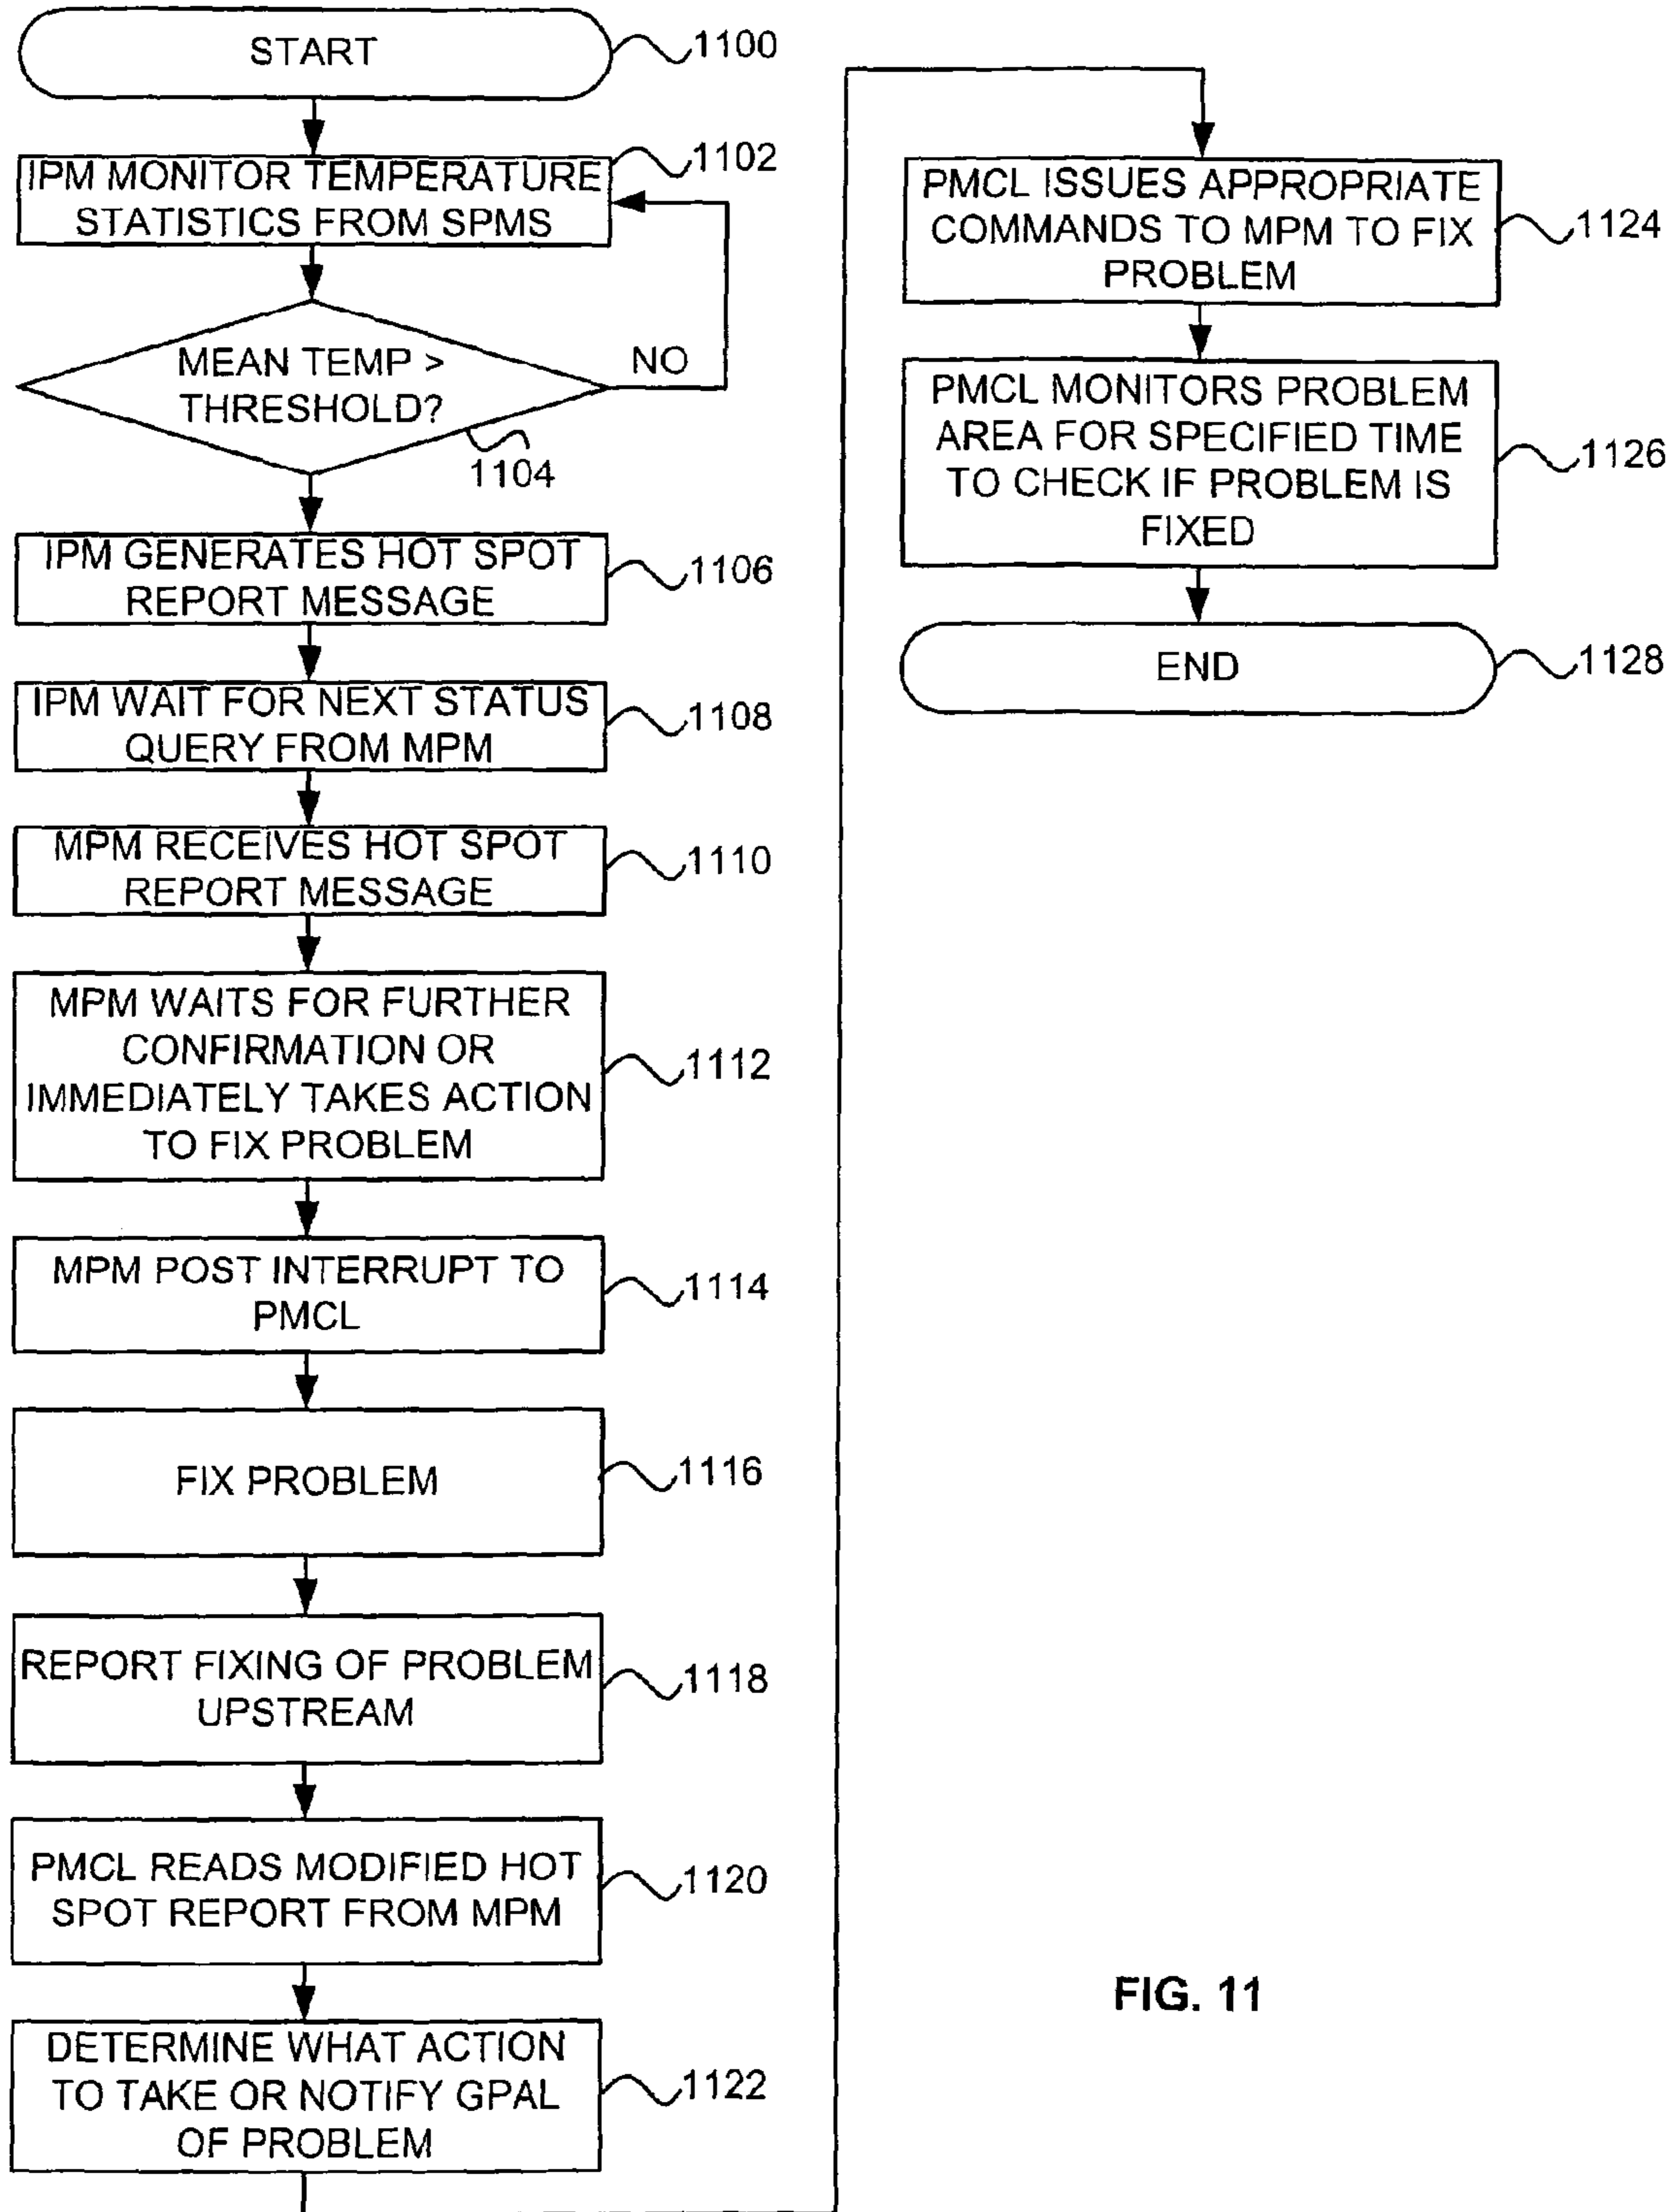 START
1100
IPM MONITOR TEMPERATURE
STATISTICS FROM SPMS
1102
MEAN TEMP >
THRESHOLD?
NO
1104
IPM GENERATES HOT SPOT
REPORT MESSAGE
1106
IPM WAIT FOR NEXT STATUS
QUERY FROM MPM
1108
MPM RECEIVES HOT SPOT
REPORT MESSAGE
1110
MPM WAITS FOR FURTHER
CONFIRMATION OR
IMMEDIATELY TAKES ACTION
TO FIX PROBLEM
1112
MPM POST INTERRUPT TO
PMCL
1114
FIX PROBLEM
1116
REPORT FIXING OF PROBLEM
UPSTREAM
1118
PMCL READS MODIFIED HOT
SPOT REPORT FROM MPM
1120
DETERMINE WHAT ACTION
TO TAKE OR NOTIFY GPAL
OF PROBLEM
1122
PMCL ISSUES APPROPRIATE
COMMANDS TO MPM TO FIX
PROBLEM
1124
PMCL MONITORS PROBLEM
AREA FOR SPECIFIED TIME
TO CHECK IF PROBLEM IS
FIXED
1126
END
1128
FIG. 11